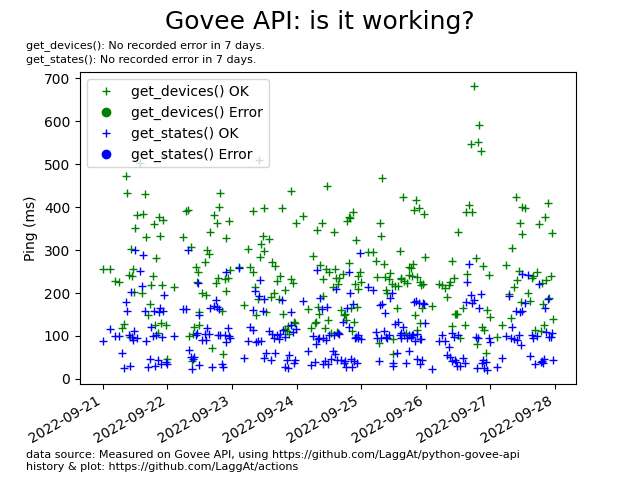 Govee API: is it working?
get_devices(): No recorded error in 7 days.
get_states(): No recorded error in 7 days.
get_devices() OK
get_devices() Error
get_states() OK
get_states() Error
Ping (ms)
700
600
500
400
300
200
100
0
2022-09-21
2022-09-22
2022-09-23
2022-09-24
2022-09-25
2022-09-26
2022-09-27
2022-09-28
data source: Measured on Govee API, using https://github.com/LaggAt/python-govee-api
history & plot: https://github.com/LaggAt/actions